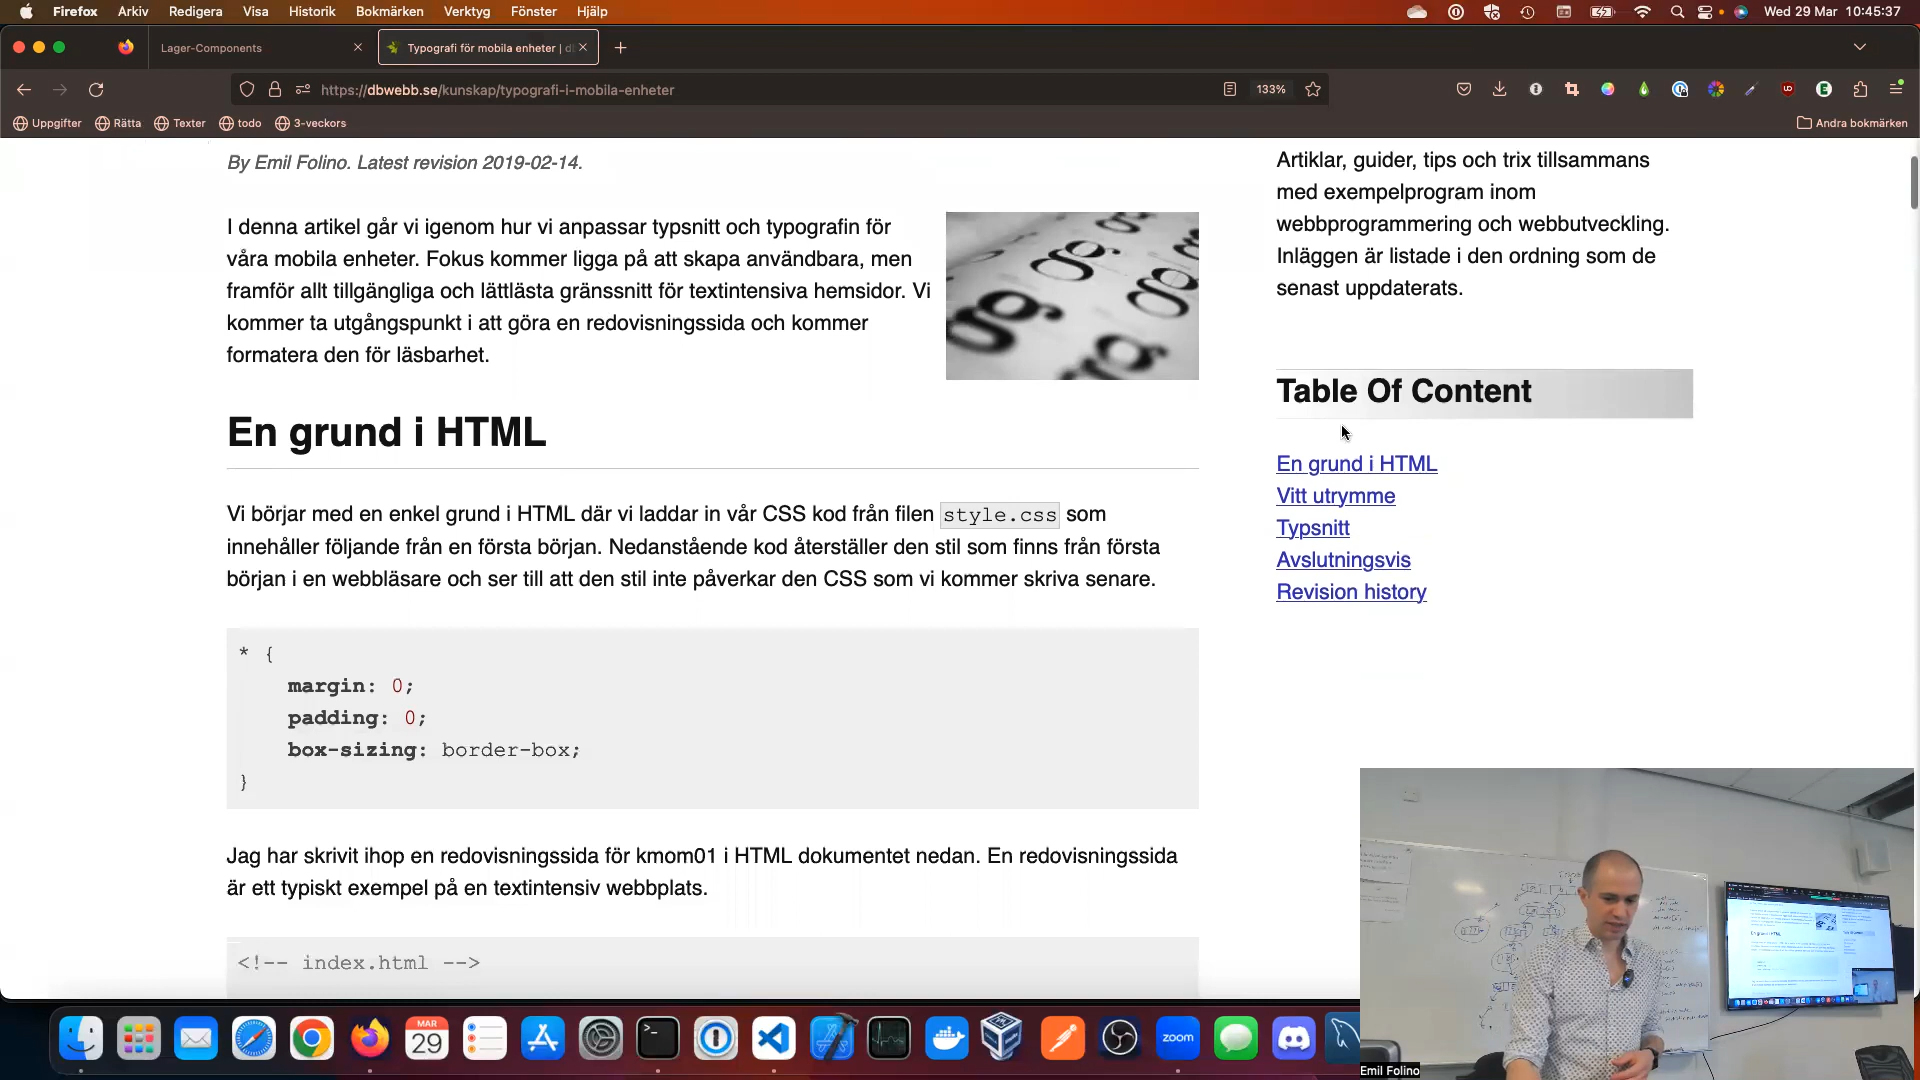 Firefox Arkiv Redigera Visa Historik Bokmärken Verktyg Fönster Hjälp Wed 29 Mar 10:45:37
Lager-Components Typografi för mobila enheter | d
https://dbwebb.se/kunskap/typografi-i-mobila-enheter 133%
Uppgifter Rätta Texter todo 3-veckors Andra bokmärken
By Emil Folino. Latest revision 2019-02-14.
I denna artikel går vi igenom hur vi anpassar typsnitt och typografin för
våra mobila enheter. Fokus kommer ligga på att skapa användbara, men
framför allt tillgängliga och lättlästa gränssnitt för textintensiva hemsidor. Vi
kommer ta utgångspunkt i att göra en redovisningssida och kommer
formatera den för läsbarhet.
En grund i HTML
Vi börjar med en enkel grund i HTML där vi laddar in vår CSS kod från filen style.css som
innehåller följande från en första början. Nedanstående kod återställer den stil som finns från första
början i en webbläsare och ser till att den stil inte påverkar den CSS som vi kommer skriva senare.
* {
margin: 0;
padding: 0;
box-sizing: border-box;
}
Jag har skrivit ihop en redovisningssida för kmom01 i HTML dokumentet nedan. En redovisningssida
är ett typiskt exempel på en textintensiv webbplats.
<!-- index.html -->
Artiklar, guider, tips och trix tillsammans
med exempelprogram inom
webbprogrammering och webbutveckling.
Inläggen är listade i den ordning som de
senast uppdaterats.
Table Of Content
En grund i HTML
Vitt utrymme
Typsnitt
Avslutningsvis
Revision history
MAR
29
zoom
Emil Folino